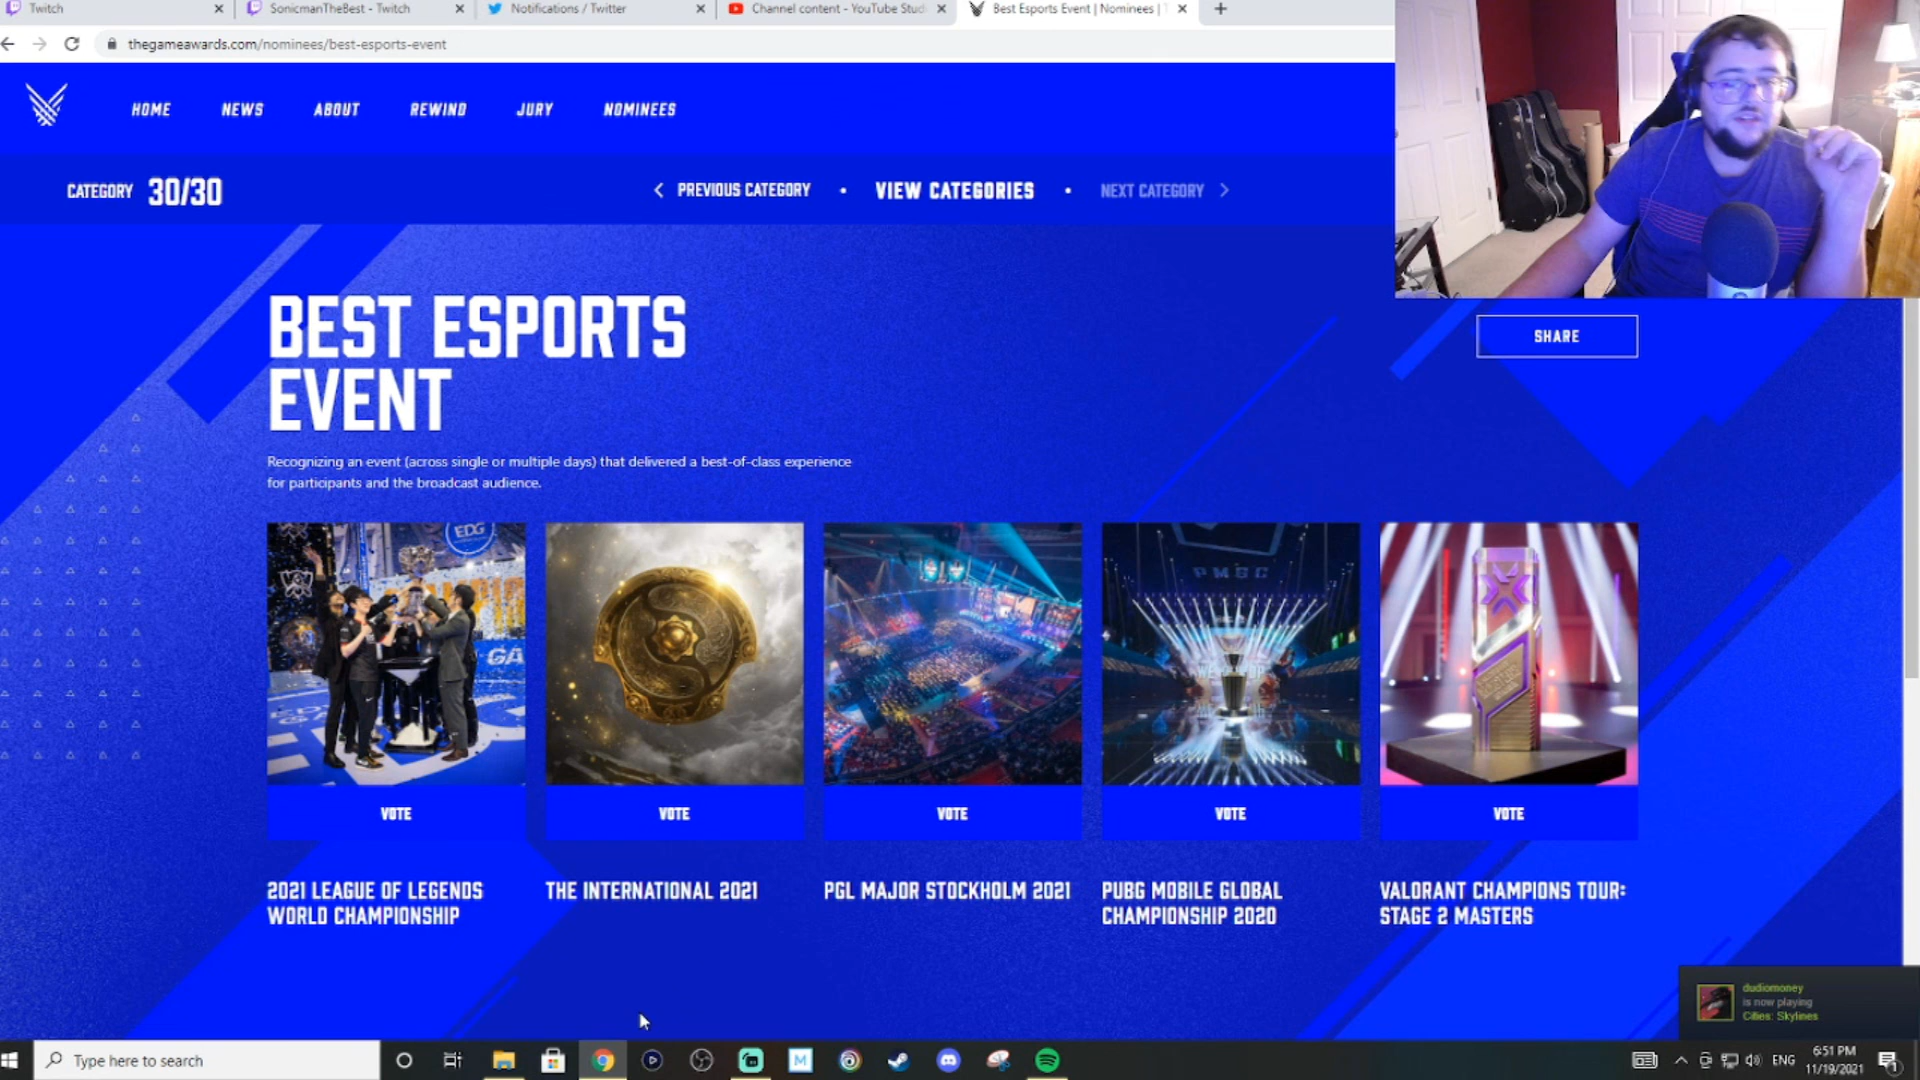 Twitch
SonicmanTheBest - Twitch
Notifications / Twitter
Channel content - YouTube Stud
Best Esports Event | Nominees |
thegameawards.com/nominees/best-esports-event
HOME
NEWS
ABOUT
REWIND
JURY
NOMINEES
CATEGORY 30/30
PREVIOUS CATEGORY
VIEW CATEGORIES
NEXT CATEGORY
BEST ESPORTS
EVENT
SHARE
Recognizing an event (across single or multiple days) that delivered a best-of-class experience
for participants and the broadcast audience.
EDG
GA
PMGC
VOTE
VOTE
VOTE
VOTE
VOTE
2021 LEAGUE OF LEGENDS
WORLD CHAMPIONSHIP
THE INTERNATIONAL 2021
PGL MAJOR STOCKHOLM 2021
PUBG MOBILE GLOBAL
CHAMPIONSHIP 2020
VALORANT CHAMPIONS TOUR:
STAGE 2 MASTERS
dudiomoney
is now playing
Cities: Skylines
Type here to search
M
ENG
6:51 PM
11/19/2021
1